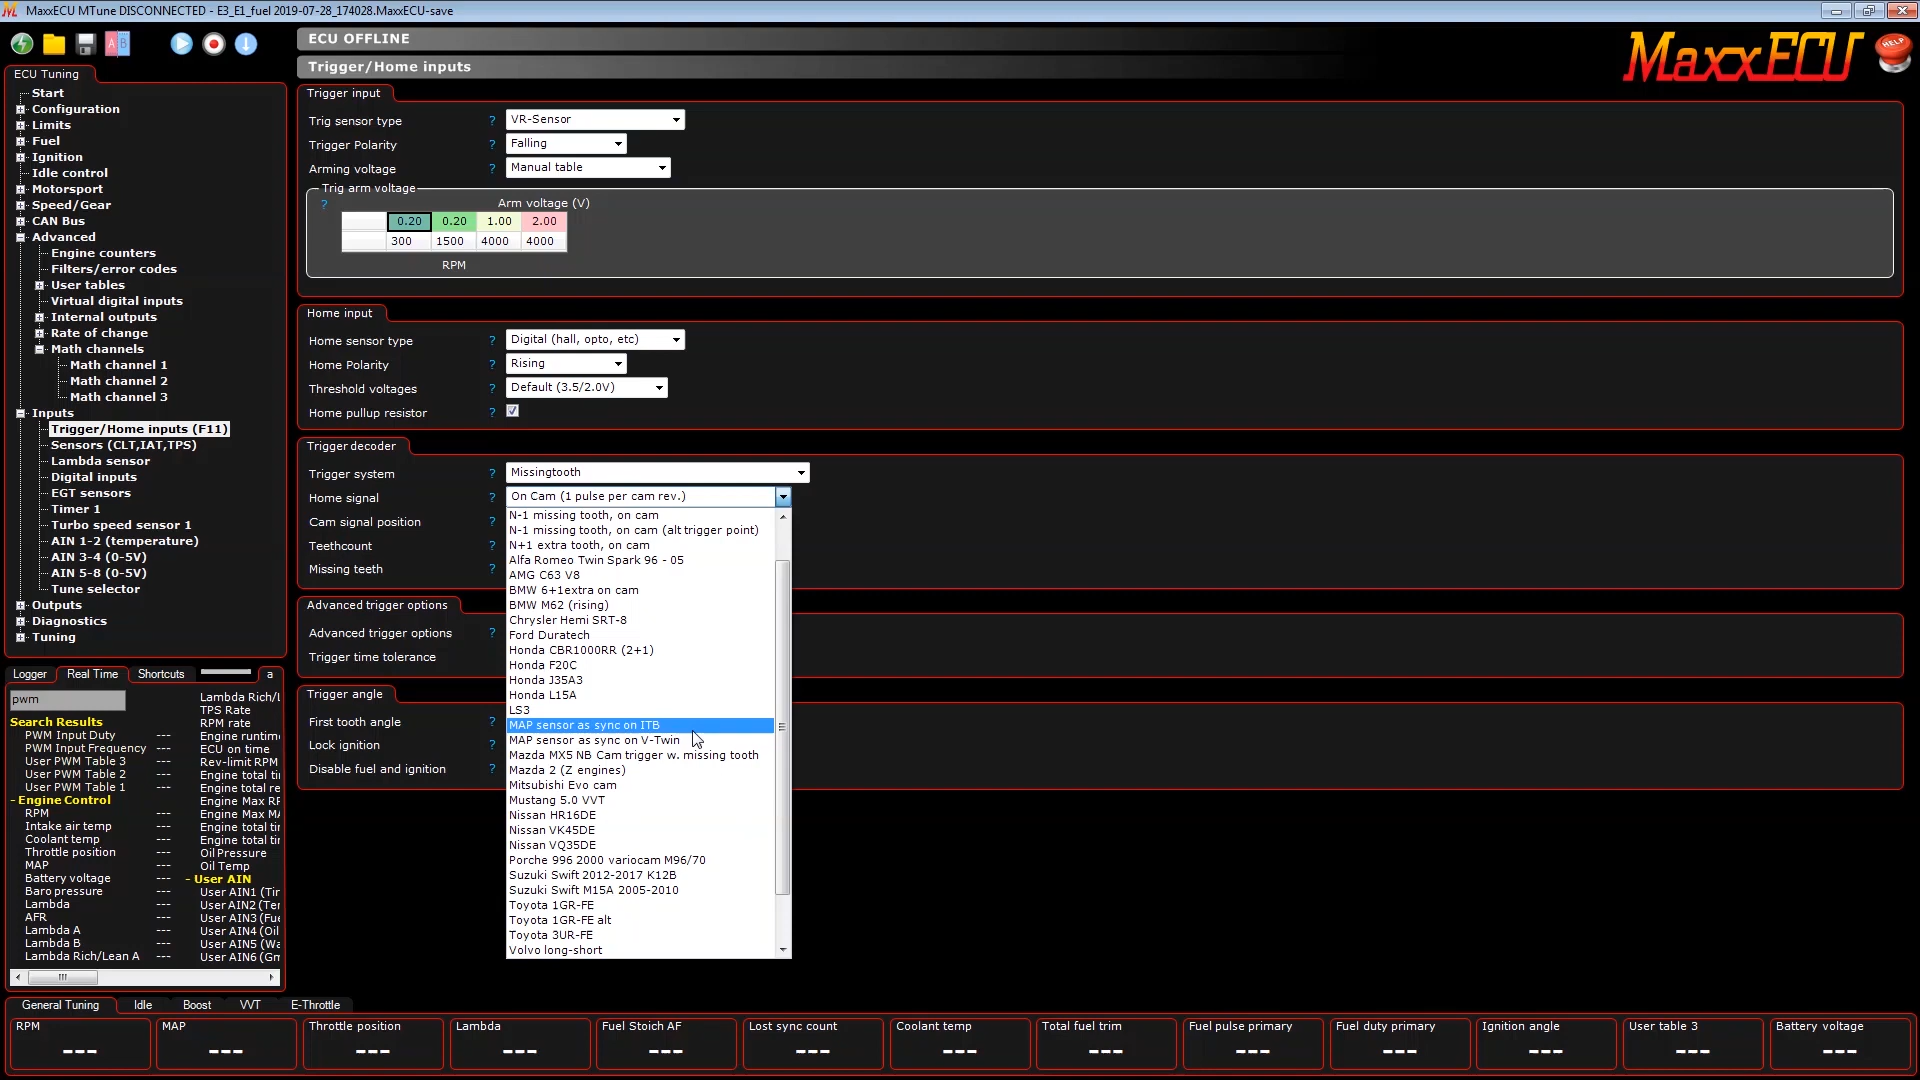 MaxxECU MTune DISCONNECTED - E3_E1_fuel 2019-07-28_174028.MaxxECU-save
ECU OFFLINE
Trigger/Home inputs
MaxxECU
HELP
ECU Tuning
Start
Configuration
Limits
Fuel
Ignition
Idle control
Motorsport
Speed/Gear
CAN Bus
Advanced
Engine counters
Filters/error codes
User tables
Virtual digital inputs
Internal outputs
Rate of change
Math channels
Math channel 1
Math channel 2
Math channel 3
Inputs
Trigger/Home inputs (F11)
Sensors (CLT,IAT,TPS)
Lambda sensor
Digital inputs
EGT sensors
Timer 1
Turbo speed sensor 1
AIN 1-2 (temperature)
AIN 3-4 (0-5V)
AIN 5-8 (0-5V)
Tune selector
Outputs
Diagnostics
Tuning
Trigger input
Trig sensor type ? VR-Sensor
Trigger Polarity ? Falling
Arming voltage ? Manual table
Trig arm voltage
? Arm voltage (V)
0.20 0.20 1.00 2.00
300 1500 4000 4000
RPM
Home input
Home sensor type ? Digital (hall, opto, etc)
Home Polarity ? Rising
Threshold voltages ? Default (3.5/2.0V)
Home pullup resistor ?
Trigger decoder
Trigger system ? Missingtooth
Home signal ? On Cam (1 pulse per cam rev.)
Cam signal position ?
Teethcount ?
Missing teeth ?
Advanced trigger options
Advanced trigger options ?
Trigger time tolerance
Trigger angle
First tooth angle ?
Lock ignition ?
Disable fuel and ignition ?
N-1 missing tooth, on cam
N-1 missing tooth, on cam (alt trigger point)
N+1 extra tooth, on cam
Alfa Romeo Twin Spark 96 - 05
AMG C63 V8
BMW 6+1extra on cam
BMW M62 (rising)
Chrysler Hemi SRT-8
Ford Duratech
Honda CBR1000RR (2+1)
Honda F20C
Honda J35A3
Honda L15A
LS3
MAP sensor as sync on ITB
MAP sensor as sync on V-Twin
Mazda MX5 NB Cam trigger w. missing tooth
Mazda 2 (Z engines)
Mitsubishi Evo cam
Mustang 5.0 VVT
Nissan HR16DE
Nissan VK45DE
Nissan VQ35DE
Porche 996 2000 variocam M96/70
Suzuki Swift 2012-2017 K12B
Suzuki Swift M15A 2005-2010
Toyota 1GR-FE
Toyota 1GR-FE alt
Toyota 3UR-FE
Volvo long-short
Logger Real Time Shortcuts a
pwm
Search Results
PWM Input Duty ---
PWM Input Frequency ---
User PWM Table 3 ---
User PWM Table 2 ---
User PWM Table 1 ---
- Engine Control
RPM ---
Intake air temp ---
Coolant temp ---
Throttle position ---
MAP ---
Battery voltage ---
Baro pressure ---
Lambda ---
AFR ---
Lambda A ---
Lambda B ---
Lambda Rich/Lean A ---
Lambda Rich/L
TPS Rate
RPM rate
Engine runtime
ECU on time
Rev-limit RPM
Engine total ti
Engine total re
Engine Max RP
Engine Max MA
Engine total tir
Engine total tir
Oil Pressure
Oil Temp
- User AIN
User AIN1 (Tir
User AIN2 (Ter
User AIN3 (Fue
User AIN4 (Oil
User AIN5 (Wa
User AIN6 (Gm
General Tuning Idle Boost VVT E-Throttle
RPM MAP Throttle position Lambda Fuel Stoich AF Lost sync count Coolant temp Total fuel trim Fuel pulse primary Fuel duty primary Ignition angle User table 3 Battery voltage
--- --- --- --- --- --- --- --- --- --- --- --- ---